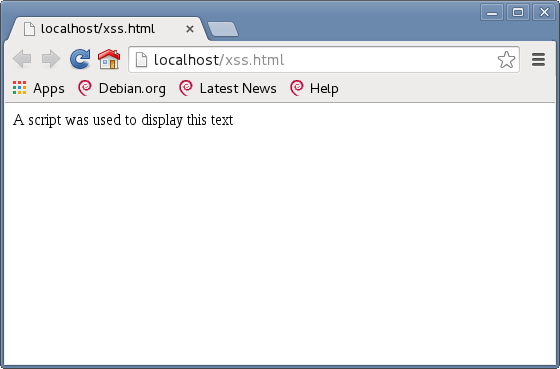 localhost/xss.html
localhost/xss.html
Apps Debian.org Latest News Help
A script was used to display this text